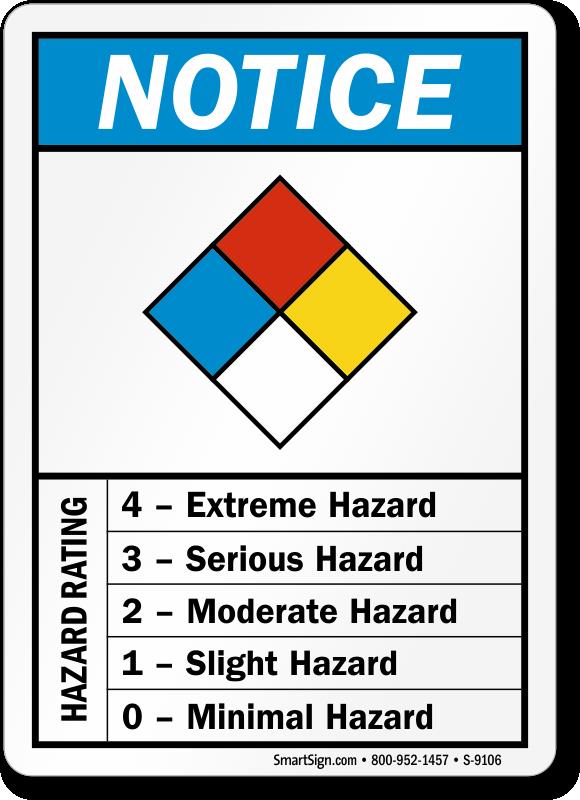 NOTICE
HAZARD RATING
4 – Extreme Hazard
3 – Serious Hazard
2 – Moderate Hazard
1 – Slight Hazard
0 – Minimal Hazard
SmartSign.com • 800-952-1457 • S-9106